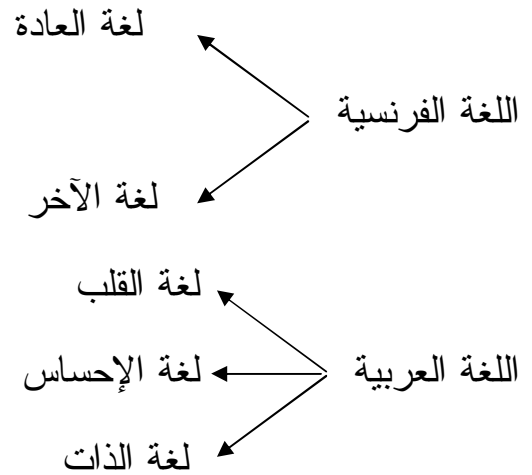 لغة العادة
اللغة الفرنسية
لغة الآخر
لغة القلب
اللغة العربية
لغة الإحساس
لغة الذات